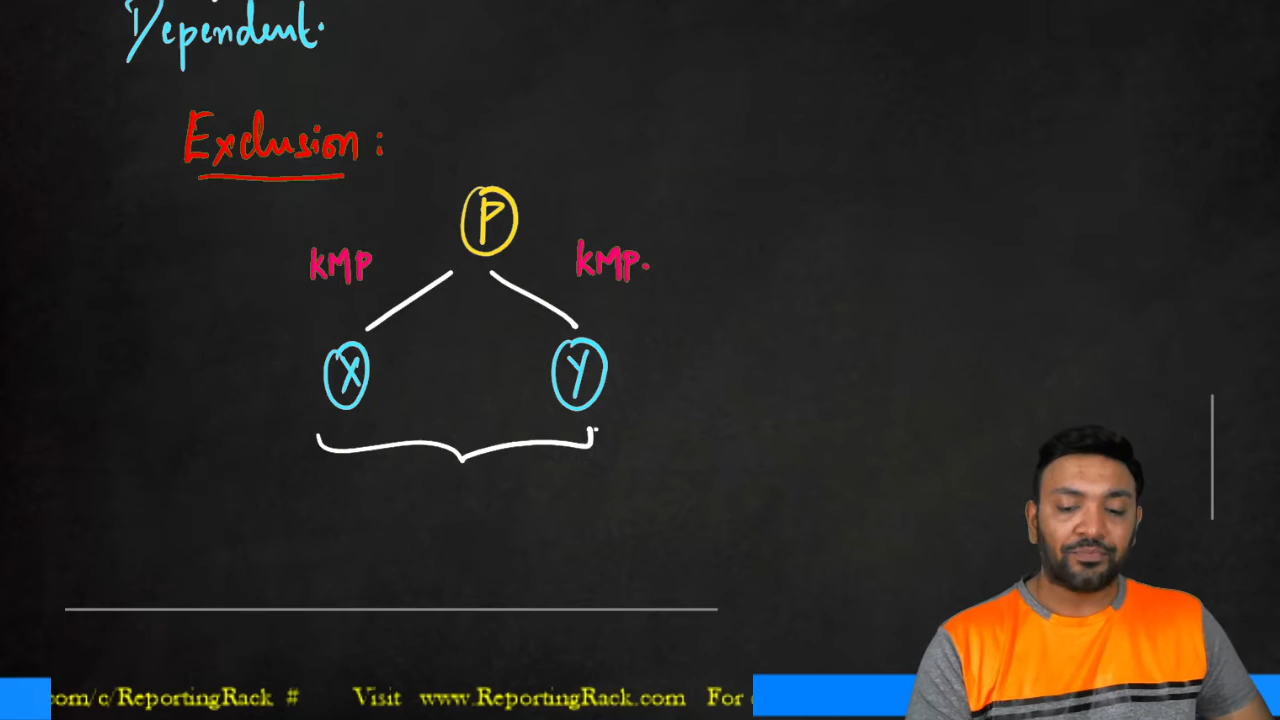 Dependent.
Exclusion:
P
KMP KMP.
X Y
com/c/ReportingRack # Visit www.ReportingRack.com For